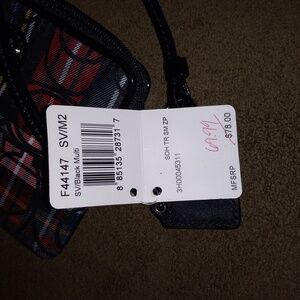 F44147 SV/M2
SV/Black Multi
8 85135 28731 7
SCH TR SM ZP
3H00045311
69.99
$78.00
MFSRP